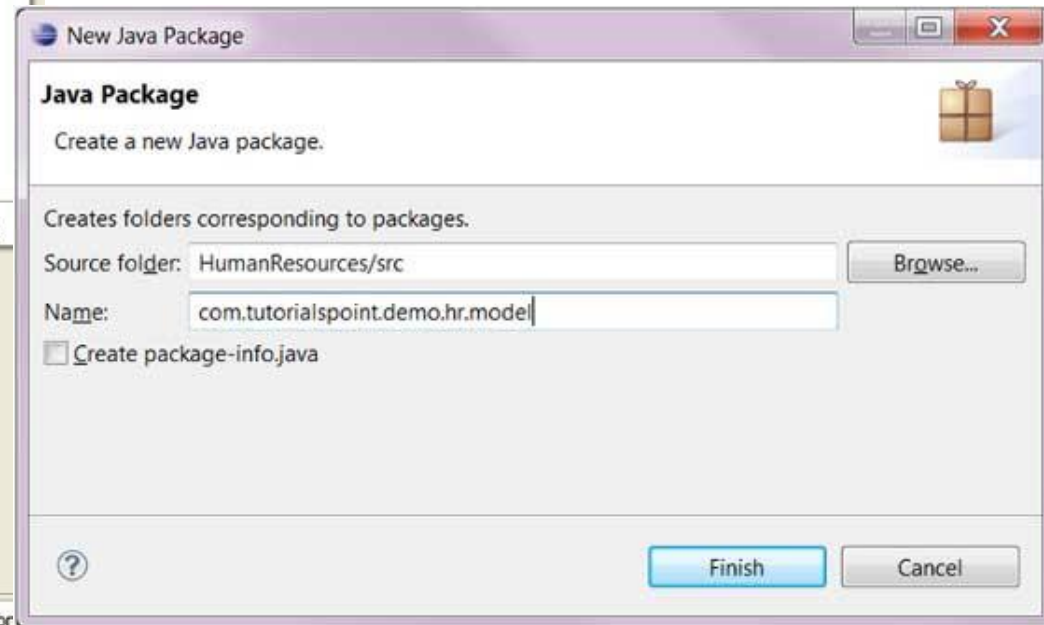 New Java Package
Java Package
Create a new Java package.
Creates folders corresponding to packages.
Source folder: HumanResources/src Browse...
Name: com.tutorialspoint.demo.hr.model
Create package-info.java
? Finish Cancel